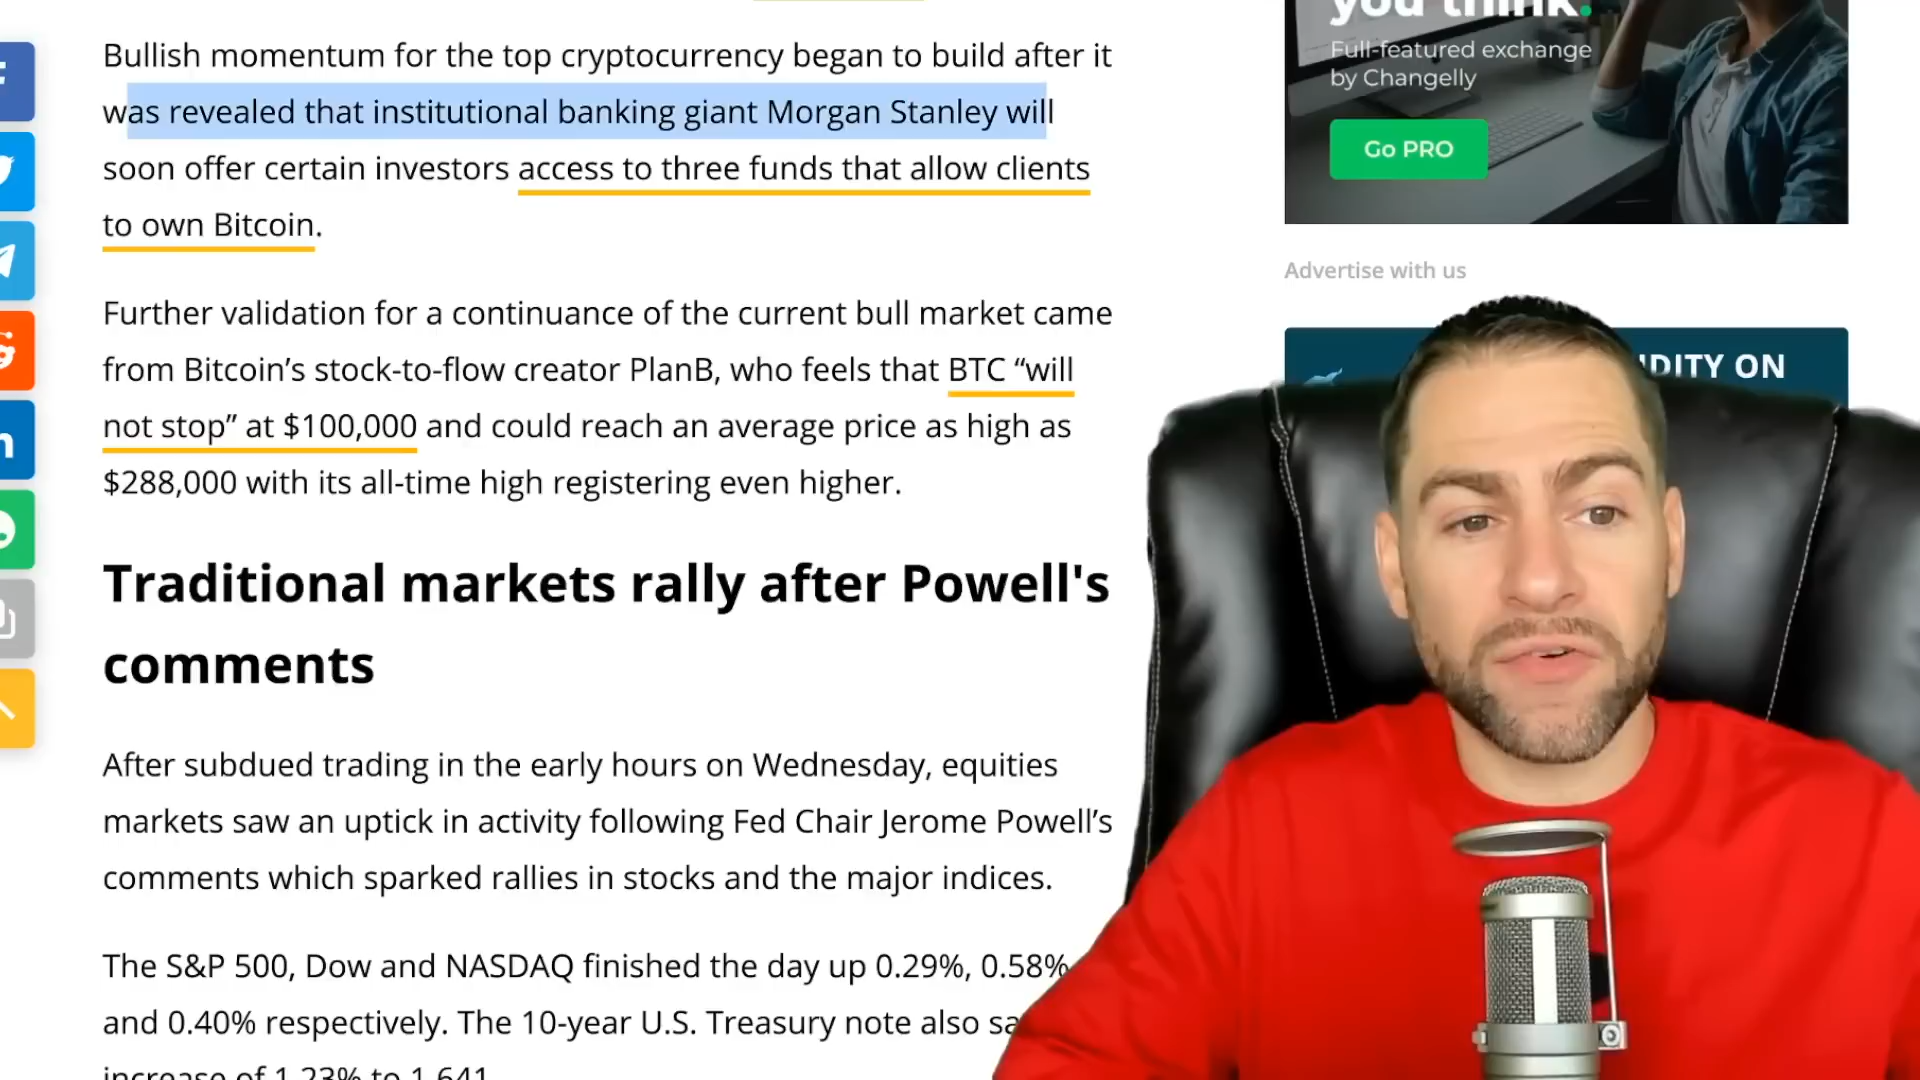 Bullish momentum for the top cryptocurrency began to build after it
was revealed that institutional banking giant Morgan Stanley will
soon offer certain investors access to three funds that allow clients
to own Bitcoin.
Further validation for a continuance of the current bull market came
from Bitcoin’s stock-to-flow creator PlanB, who feels that BTC “will
not stop” at $100,000 and could reach an average price as high as
$288,000 with its all-time high registering even higher.
Traditional markets rally after Powell's
comments
After subdued trading in the early hours on Wednesday, equities
markets saw an uptick in activity following Fed Chair Jerome Powell’s
comments which sparked rallies in stocks and the major indices.
The S&P 500, Dow and NASDAQ finished the day up 0.29%, 0.58%
and 0.40% respectively. The 10-year U.S. Treasury note also
increase of 1.23% to 1.641
you think.
Full-featured exchange
by Changelly
Go PRO
Advertise with us
ON